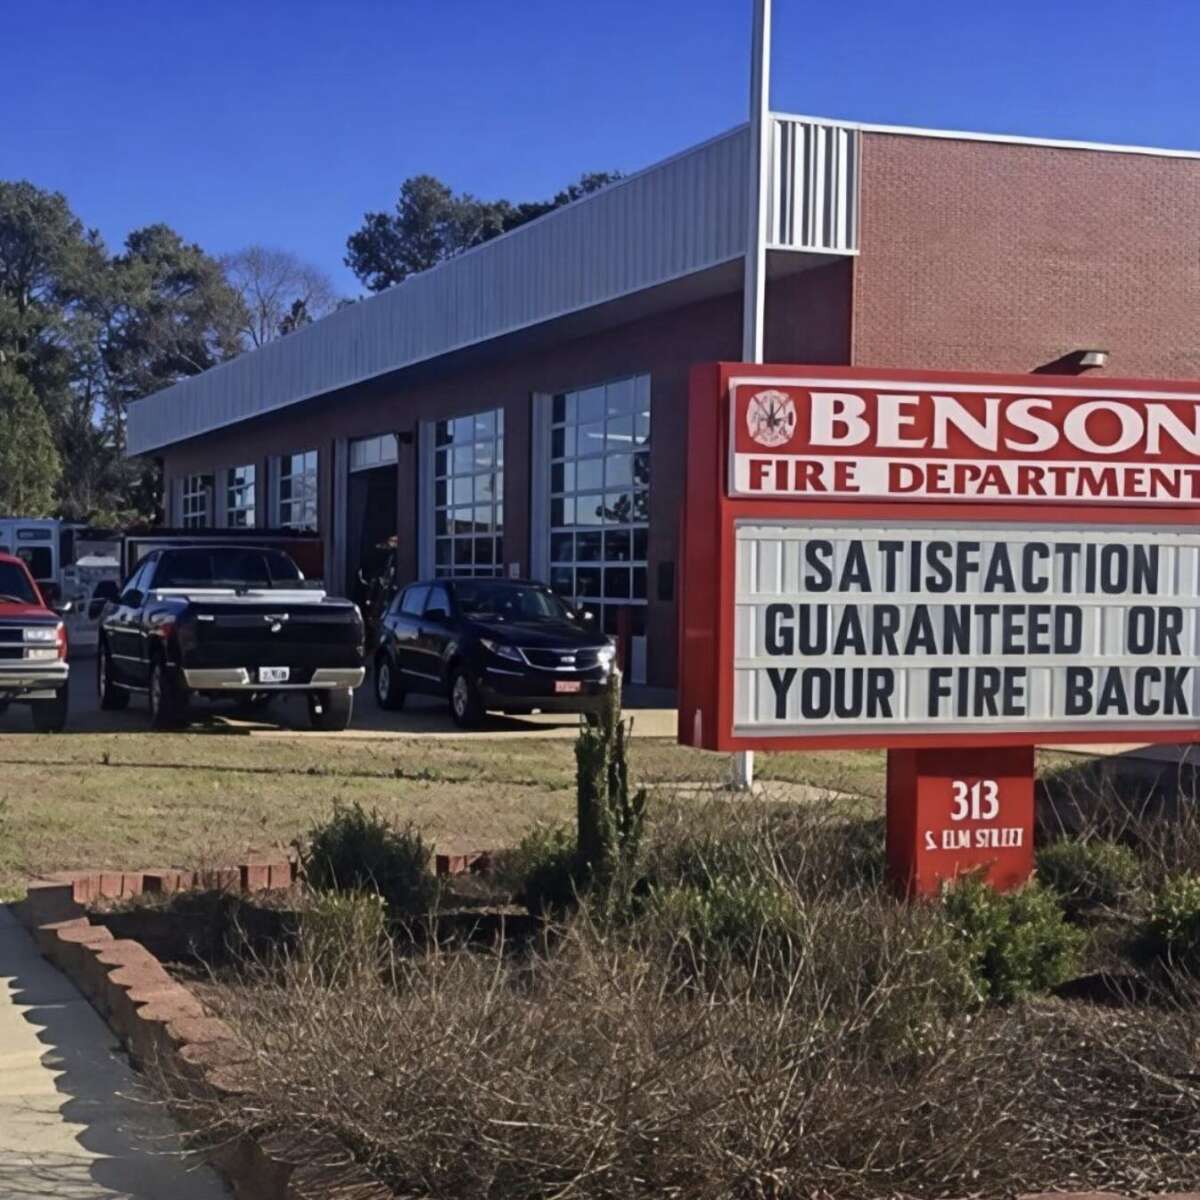 BENSON
FIRE DEPARTMENT
SATISFACTION
GUARANTEED OR
YOUR FIRE BACK
313
S. ELM STREET